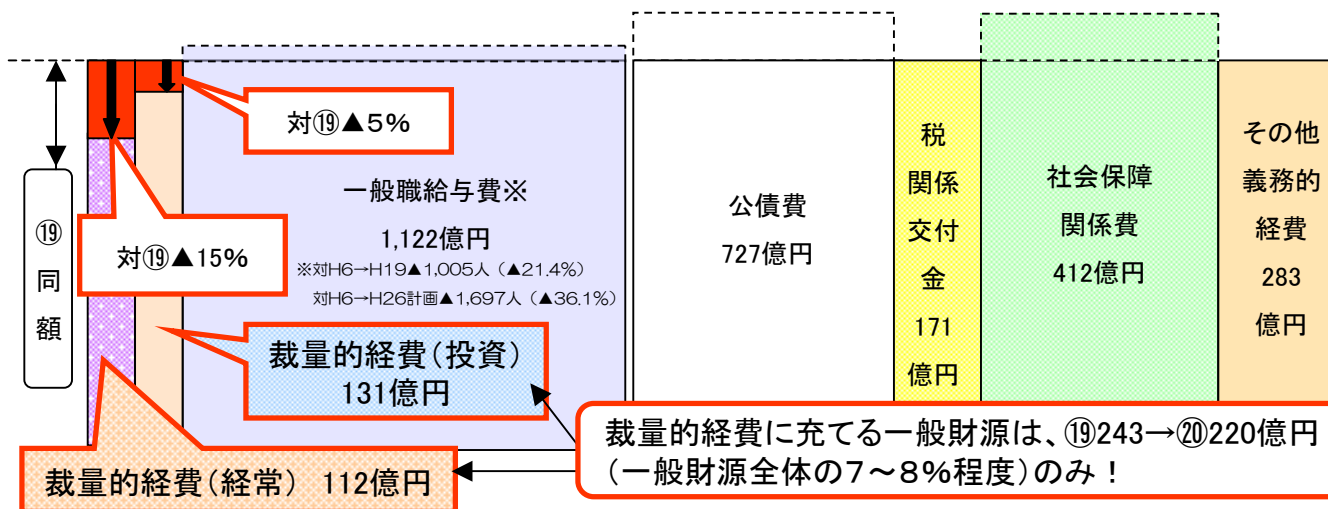 対⑲▲5%
対⑲▲15%
⑲
同
額
一般職給与費※
1,122億円
※対H6→H19▲1,005人（▲21.4%）
対H6→H26計画▲1,697人（▲36.1%）
公債費
727億円
税
関係
交付
金
171
億円
社会保障
関係費
412億円
その他
義務的
経費
283
億円
裁量的経費（投資）
131億円
裁量的経費（経常） 112億円
裁量的経費に充てる一般財源は、⑲243→⑳220億円
（一般財源全体の7～8%程度）のみ！